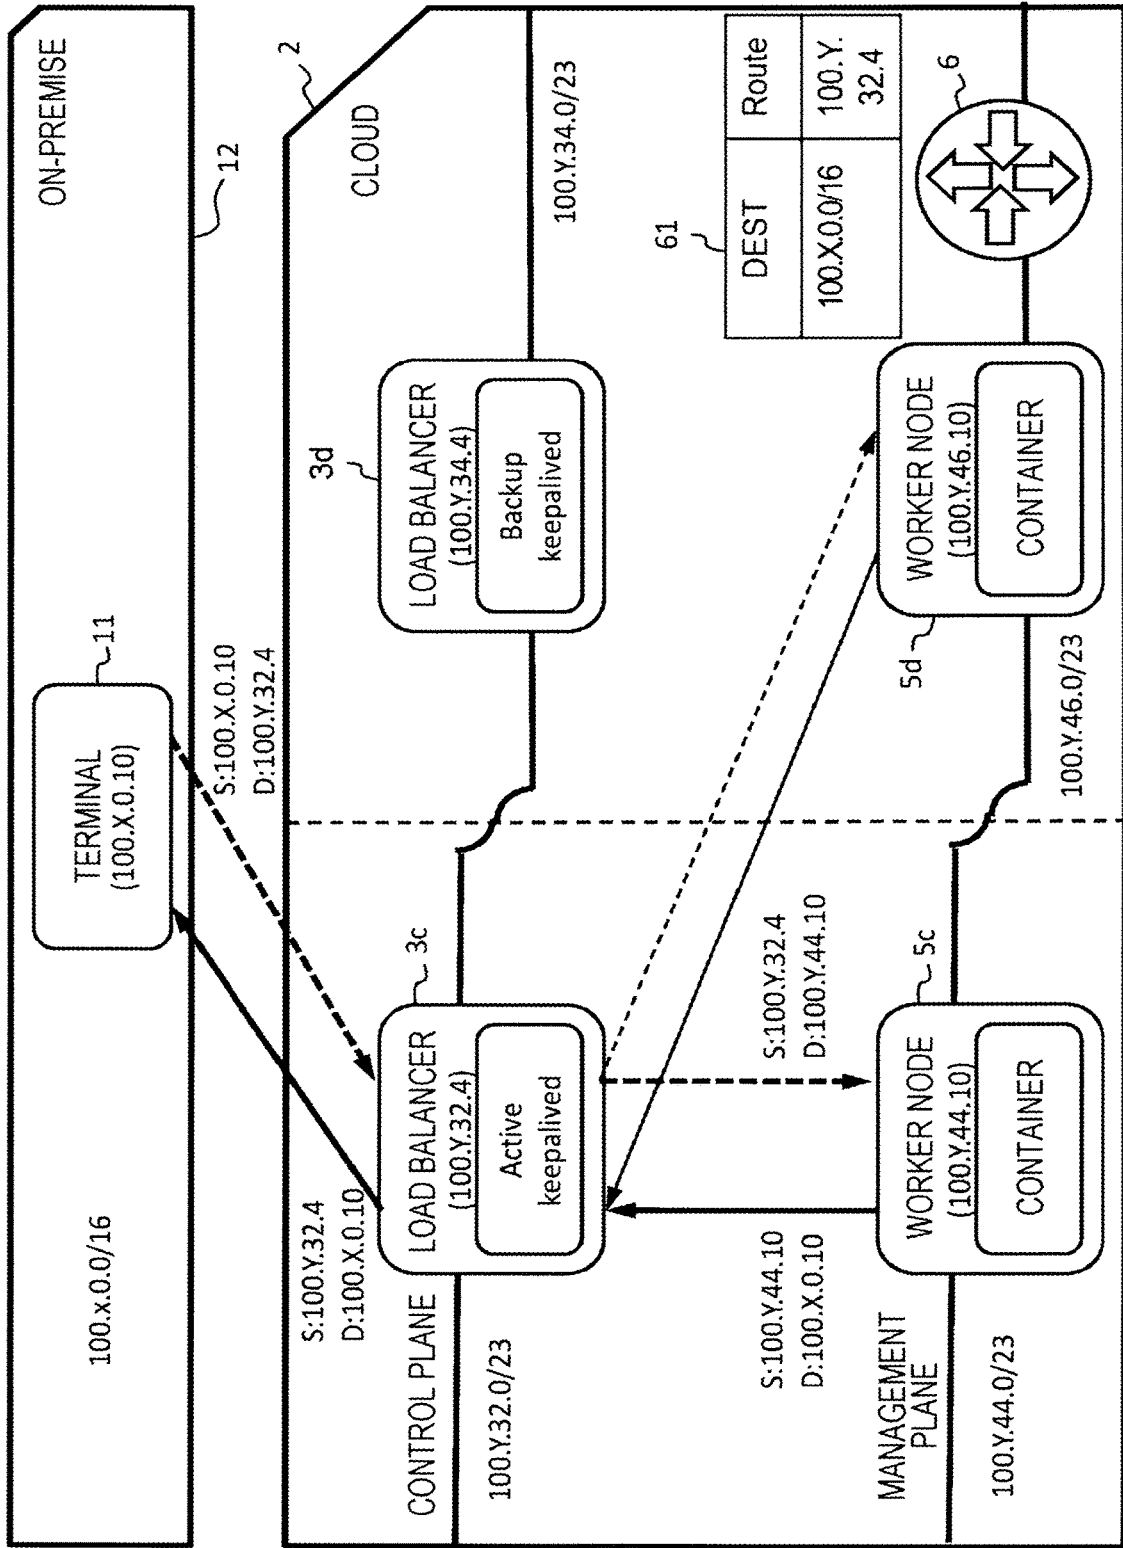 100.x.0.0/16
TERMINAL
(100.X.0.10)
11
ON-PREMISE
12
S:100.X.0.10
D:100.Y.32.4
2
CLOUD
S:100.Y.32.4
D:100.X.0.10
CONTROL PLANE
100.Y.32.0/23
3c
LOAD BALANCER
(100.Y.32.4)
Active
keepalived
3d
LOAD BALANCER
(100.Y.34.4)
Backup
keepalived
100.Y.34.0/23
61
DEST
Route
100.X.0.0/16
100.Y.
32.4
S:100.Y.44.10
D:100.X.0.10
S:100.Y.32.4
D:100.Y.44.10
MANAGEMENT
PLANE
100.Y.44.0/23
5c
WORKER NODE
(100.Y.44.10)
CONTAINER
5d
100.Y.46.0/23
WORKER NODE
(100.Y.46.10)
CONTAINER
6